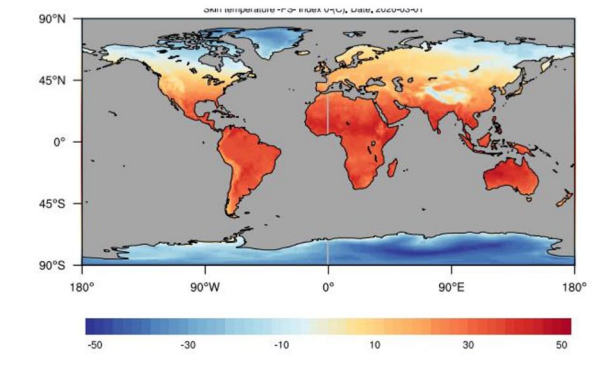 Skin temperature -PS- Index 0-(C), Date, 2020-03-01
90°N
45°N
0°
45°S
90°S
180° 90°W 0° 90°E 180°
-50 -30 -10 10 30 50